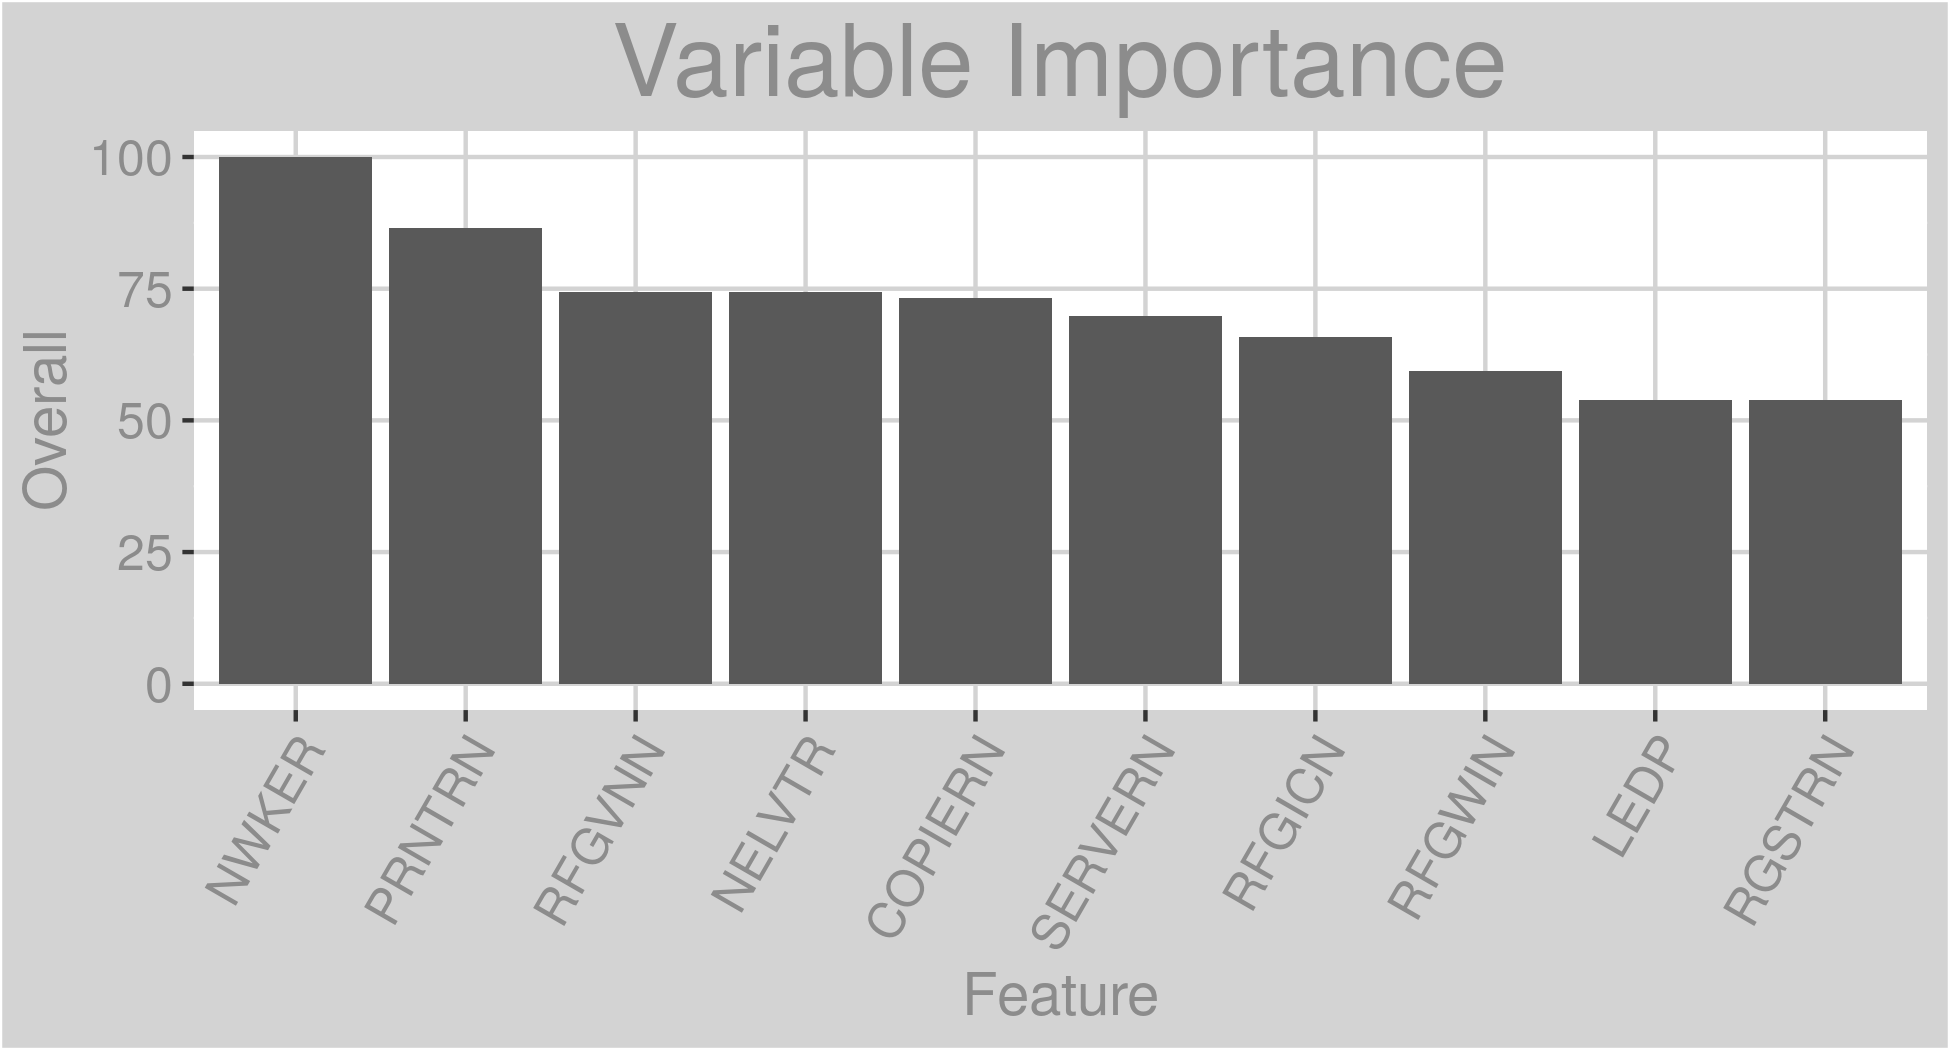 Variable Importance
Overall
100
75
50
25
0
NWKER
PRNTRN
RFGVNN
NELVTR
COPIERN
SERVERN
RFGICN
RFGWIN
LEDP
RGSTRN
Feature